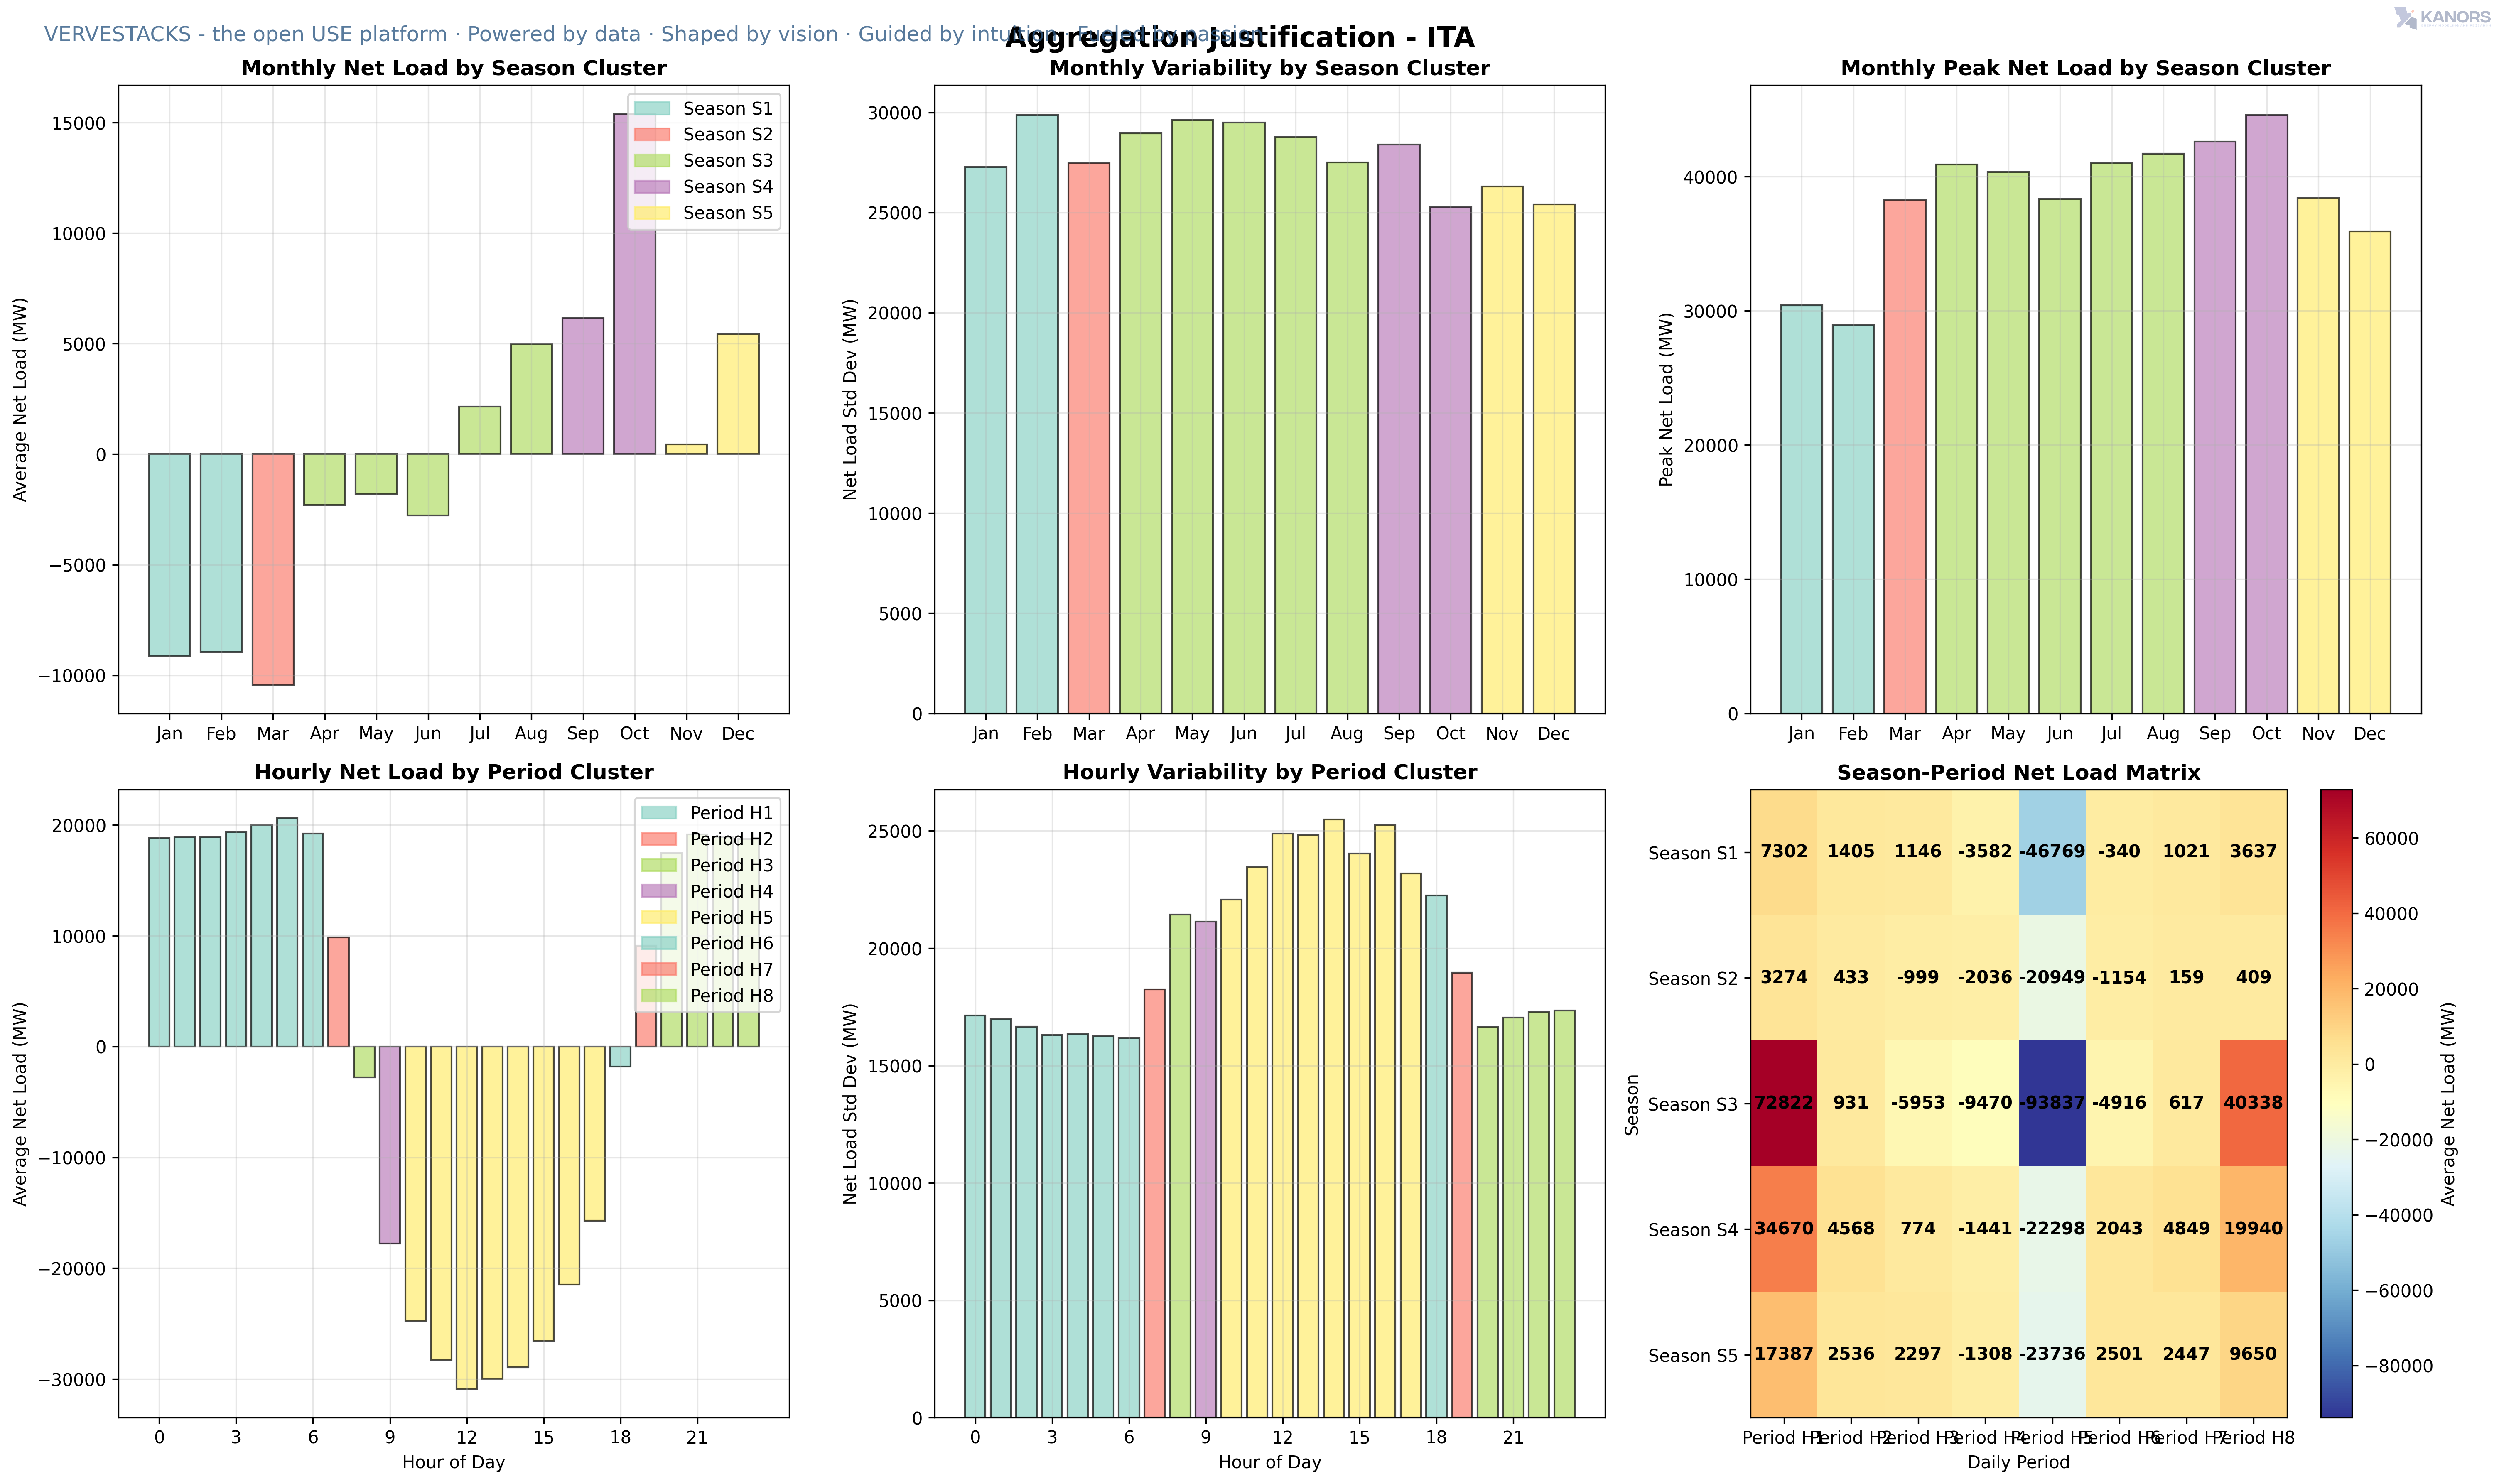 VERVESTACKS - the open USE platform · Powered by data · Shaped by vision · Guided by intuition · Fueled by passion
KANORS
Aggregation Justification - ITA
Monthly Net Load by Season Cluster
Average Net Load (MW)
15000
10000
5000
0
−5000
−10000
Season S1
Season S2
Season S3
Season S4
Season S5
Jan Feb Mar Apr May Jun Jul Aug Sep Oct Nov Dec
Monthly Variability by Season Cluster
Net Load Std Dev (MW)
30000
25000
20000
15000
10000
5000
0
Jan Feb Mar Apr May Jun Jul Aug Sep Oct Nov Dec
Monthly Peak Net Load by Season Cluster
Peak Net Load (MW)
40000
30000
20000
10000
0
Jan Feb Mar Apr May Jun Jul Aug Sep Oct Nov Dec
Hourly Net Load by Period Cluster
Average Net Load (MW)
20000
10000
0
−10000
−20000
−30000
Period H1
Period H2
Period H3
Period H4
Period H5
Period H6
Period H7
Period H8
0 3 6 9 12 15 18 21
Hour of Day
Hourly Variability by Period Cluster
Net Load Std Dev (MW)
25000
20000
15000
10000
5000
0
0 3 6 9 12 15 18 21
Hour of Day
Season-Period Net Load Matrix
Season
Season S1 7302 1405 1146 -3582 -46769 -340 1021 3637
Season S2 3274 433 -999 -2036 -20949 -1154 159 409
Season S3 72822 931 -5953 -9470 -93837 -4916 617 40338
Season S4 34670 4568 774 -1441 -22298 2043 4849 19940
Season S5 17387 2536 2297 -1308 -23736 2501 2447 9650
Period H1 Period H2 Period H3 Period H4 Period H5 Period H6 Period H7 Period H8
Daily Period
60000
40000
20000
0
−20000
−40000
−60000
−80000
Average Net Load (MW)